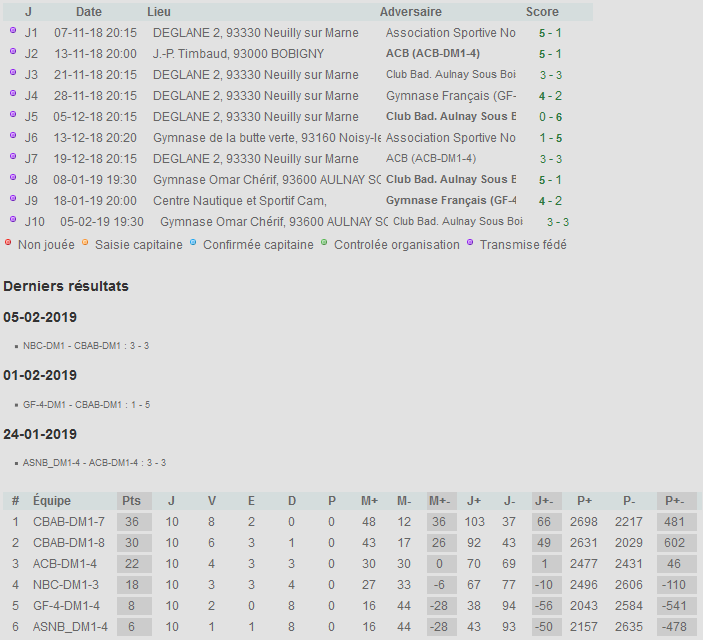 J Date Lieu Adversaire Score
J1 07-11-18 20:15 DEGLANE 2, 93330 Neuilly sur Marne Association Sportive No 5 - 1
J2 13-11-18 20:00 J.-P. Timbaud, 93000 BOBIGNY ACB (ACB-DM1-4) 5 - 1
J3 21-11-18 20:15 DEGLANE 2, 93330 Neuilly sur Marne Club Bad. Aulnay Sous Boi 3 - 3
J4 28-11-18 20:15 DEGLANE 2, 93330 Neuilly sur Marne Gymnase Français (GF- 4 - 2
J5 05-12-18 20:15 DEGLANE 2, 93330 Neuilly sur Marne Club Bad. Aulnay Sous B 0 - 6
J6 13-12-18 20:20 Gymnase de la butte verte, 93160 Noisy-le Association Sportive No 1 - 5
J7 19-12-18 20:15 DEGLANE 2, 93330 Neuilly sur Marne ACB (ACB-DM1-4) 3 - 3
J8 08-01-19 19:30 Gymnase Omar Chérif, 93600 AULNAY SO Club Bad. Aulnay Sous B 5 - 1
J9 18-01-19 20:00 Centre Nautique et Sportif Cam, Gymnase Français (GF-4 4 - 2
J10 05-02-19 19:30 Gymnase Omar Chérif, 93600 AULNAY SO Club Bad. Aulnay Sous Boi 3 - 3
Non jouée Saisie capitaine Confirmée capitaine Controlée organisation Transmise fédé
Derniers résultats
05-02-2019
NBC-DM1 - CBAB-DM1 : 3 - 3
01-02-2019
GF-4-DM1 - CBAB-DM1 : 1 - 5
24-01-2019
ASNB_DM1-4 - ACB-DM1-4 : 3 - 3
# Équipe Pts J V E D P M+ M- M+- J+ J- J+- P+ P- P+-
1 CBAB-DM1-7 36 10 8 2 0 0 48 12 36 103 37 66 2698 2217 481
2 CBAB-DM1-8 30 10 6 3 1 0 43 17 26 92 43 49 2631 2029 602
3 ACB-DM1-4 22 10 4 3 3 0 30 30 0 70 69 1 2477 2431 46
4 NBC-DM1-3 18 10 3 3 4 0 27 33 -6 67 77 -10 2496 2606 -110
5 GF-4-DM1-4 8 10 2 0 8 0 16 44 -28 38 94 -56 2043 2584 -541
6 ASNB_DM1-4 6 10 1 1 8 0 16 44 -28 43 93 -50 2157 2635 -478